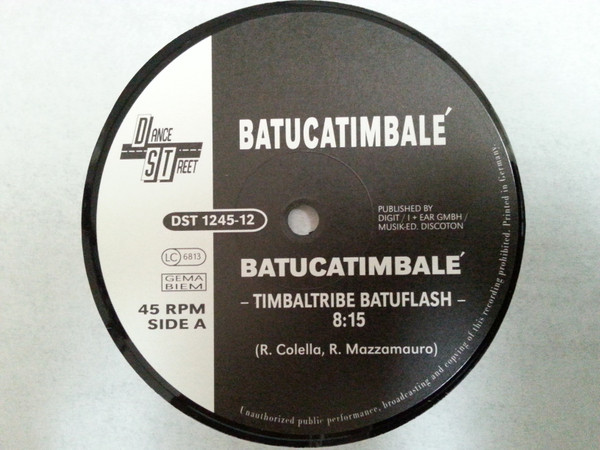 DANCE
STREET
BATUCATIMBALÉ
DST 1245-12
PUBLISHED BY
DIGIT / I + EAR GMBH /
MUSIK-ED. DISCOTON
LC 6813
GEMA
BIEM
45 RPM
SIDE A
BATUCATIMBALÉ
– TIMBALTRIBE BATUFLASH –
8:15
(R. Colella, R. Mazzamauro)
Unauthorized public performance, broadcasting and copying of this recording prohibited. Printed in Germany.